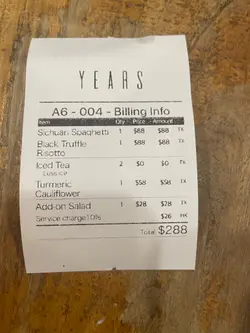 YEARS
A6 - 004 - Billing Info
Item Qty Price Amount
Sichuan Spaghetti 1 $88 $88 TX
Black Truffle 1 $88 $88 TX
Risotto
Iced Tea 2 $0 $0 TX
Less Ice
Turmeric 1 $58 $58 TX
Cauliflower
Add-on Salad 1 $28 $28 TX
Service charge10% $26
Total $288